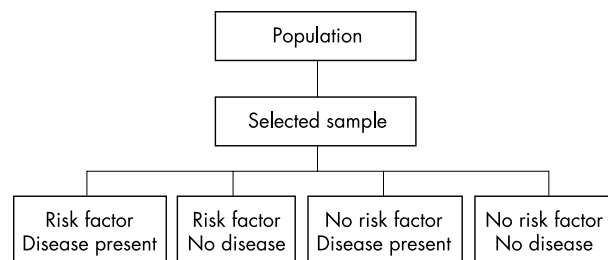 Population
Selected sample
Risk factor
Disease present
Risk factor
No disease
No risk factor
Disease present
No risk factor
No disease